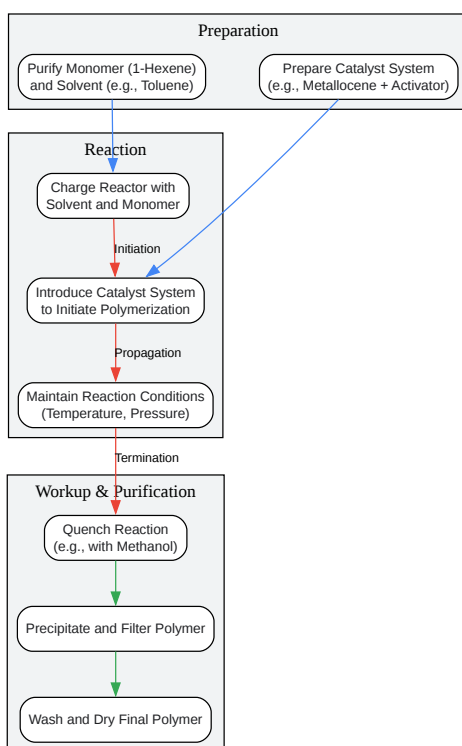 Preparation
Purify Monomer (1-Hexene)
and Solvent (e.g., Toluene)
Prepare Catalyst System
(e.g., Metallocene + Activator)
Reaction
Charge Reactor with
Solvent and Monomer
Initiation
Introduce Catalyst System
to Initiate Polymerization
Propagation
Maintain Reaction Conditions
(Temperature, Pressure)
Termination
Workup & Purification
Quench Reaction
(e.g., with Methanol)
Precipitate and Filter Polymer
Wash and Dry Final Polymer